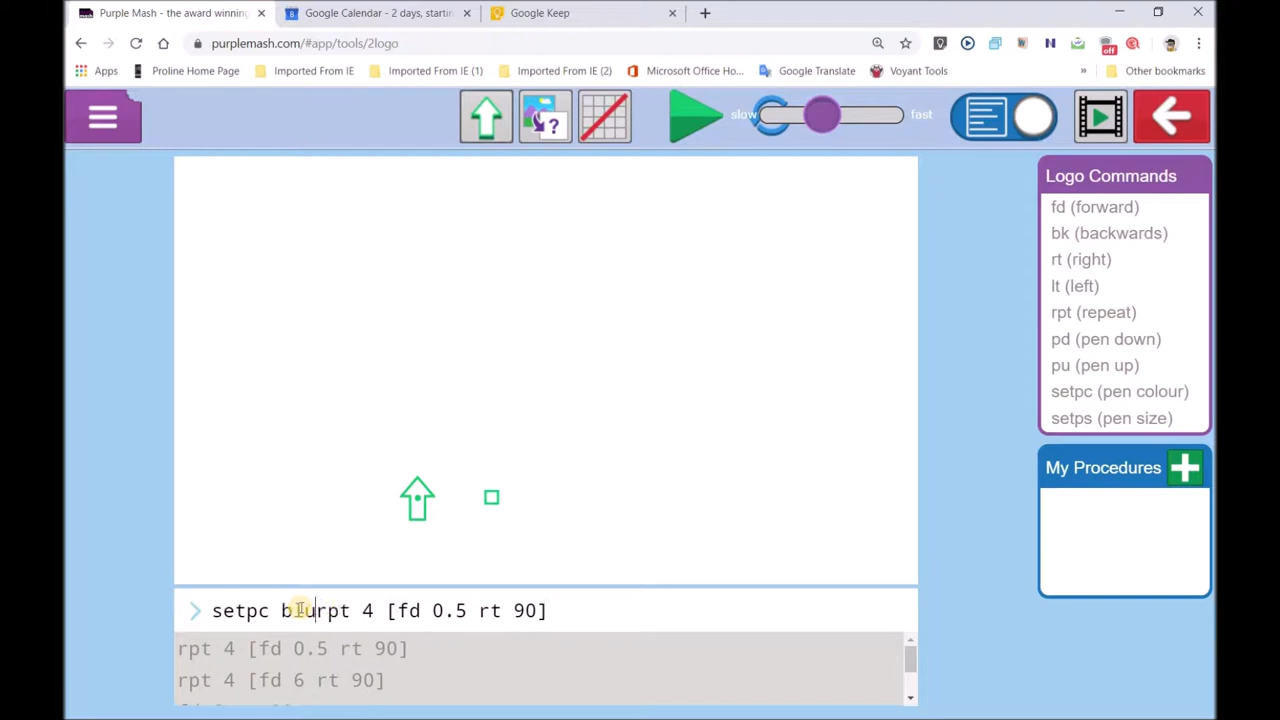 Purple Mash - the award winning
Google Calendar - 2 days, startin
Google Keep
purplemash.com/#app/tools/2logo
off
Apps
Proline Home Page
Imported From IE
Imported From IE (1)
Imported From IE (2)
Microsoft Office Ho...
Google Translate
Voyant Tools
»
Other bookmarks
slow
fast
Logo Commands
fd (forward)
bk (backwards)
rt (right)
lt (left)
rpt (repeat)
pd (pen down)
pu (pen up)
setpc (pen colour)
setps (pen size)
My Procedures
setpc blurpt 4 [fd 0.5 rt 90]
rpt 4 [fd 0.5 rt 90]
rpt 4 [fd 6 rt 90]